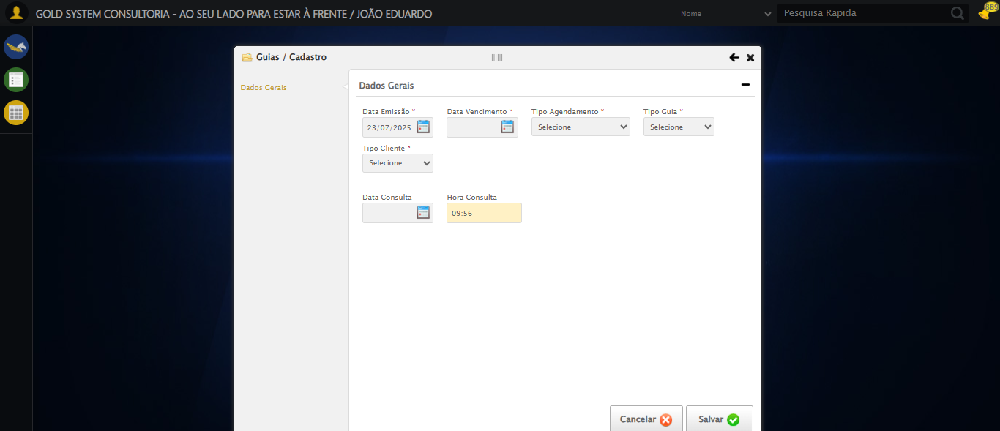 GOLD SYSTEM CONSULTORIA - AO SEU LADO PARA ESTAR À FRENTE / JOÃO EDUARDO
Nome
Pesquisa Rapida
889
Guias / Cadastro
Dados Gerais
Dados Gerais
Data Emissão * Data Vencimento * Tipo Agendamento * Tipo Guia *
23/07/2025 Selecione Selecione
Tipo Cliente *
Selecione
Data Consulta Hora Consulta
09:56
Cancelar Salvar